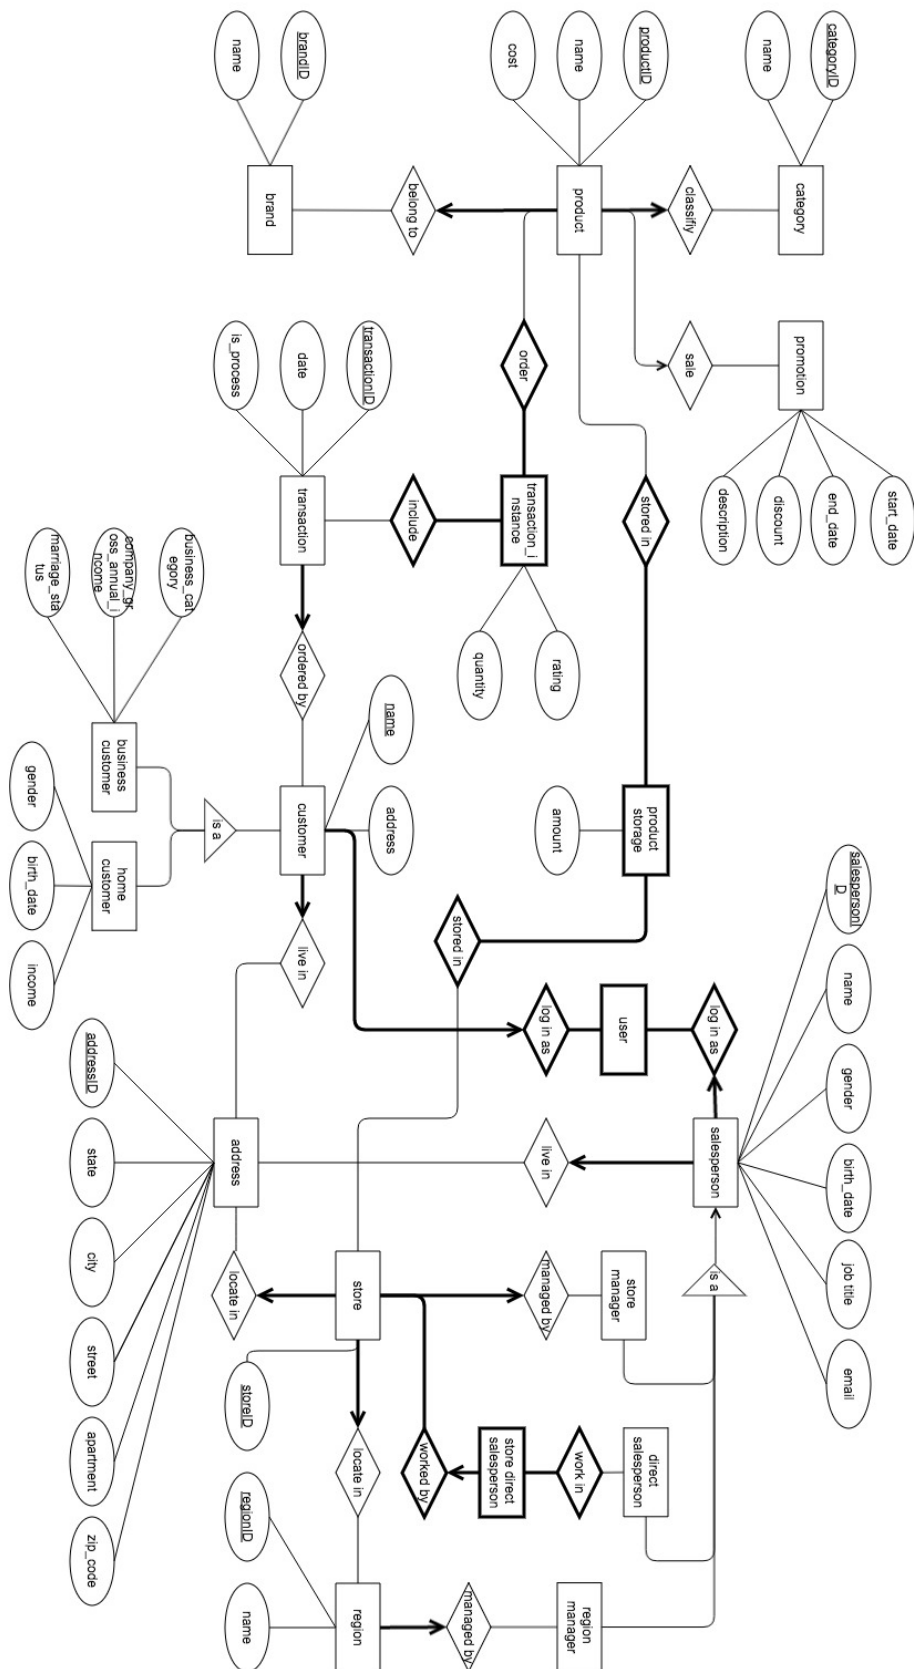 brandID
name
productID
name
cost
categoryID
name
brand
belong to
product
classifiy
category
transactionID
date
is_process
order
sale
promotion
start_date
end_date
discount
description
transaction
include
transaction_i
nstance
stored in
rating
quantity
business_cat
egory
company_gr
oss_annual_i
ncome
marriage_sta
tus
ordered by
name
address
business
customer
is a
customer
amount
product
storage
gender
birth_date
income
home
customer
live in
stored in
log in as
user
log in as
salespersonI
D
name
gender
birth_date
job title
email
addressID
state
city
street
apartment
zip_code
address
live in
salesperson
locate in
store
managed by
store
manager
is a
storeID
locate in
worked by
store direct
salesperson
work in
direct
salesperson
regionID
name
region
managed by
region
manager